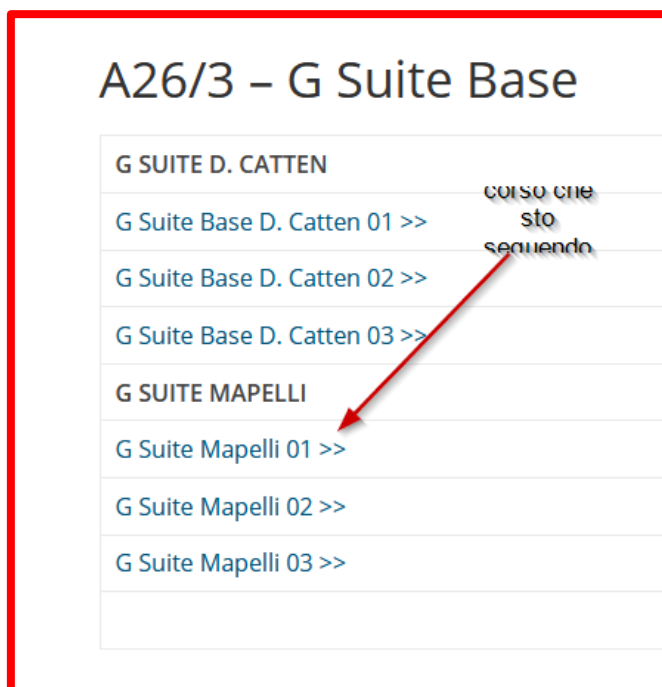 A26/3 – G Suite Base
G SUITE D. CATTEN
corso che
sto
seguendo
G Suite Base D. Catten 01 >>
G Suite Base D. Catten 02 >>
G Suite Base D. Catten 03 >>
G SUITE MAPELLI
G Suite Mapelli 01 >>
G Suite Mapelli 02 >>
G Suite Mapelli 03 >>